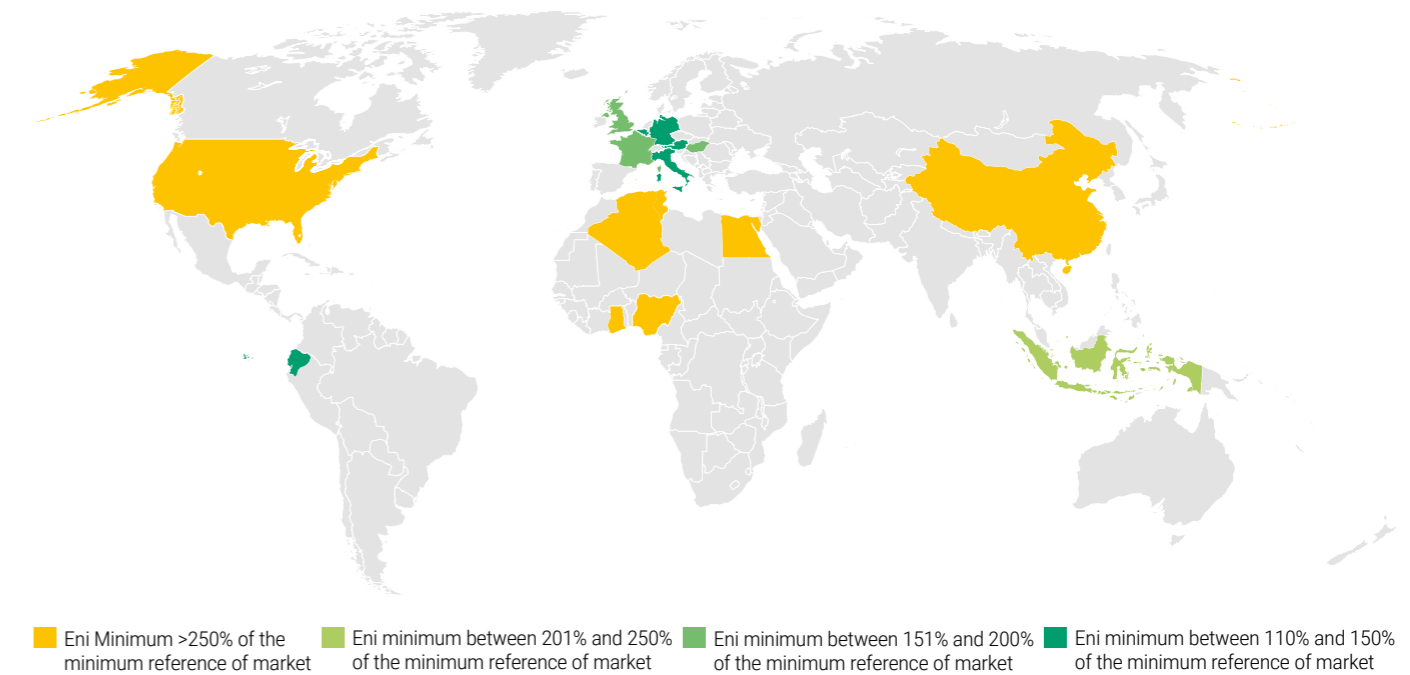 Eni Minimum >250% of the
minimum reference of market
Eni minimum between 201% and 250%
of the minimum reference of market
Eni minimum between 151% and 200%
of the minimum reference of market
Eni minimum between 110% and 150%
of the minimum reference of market